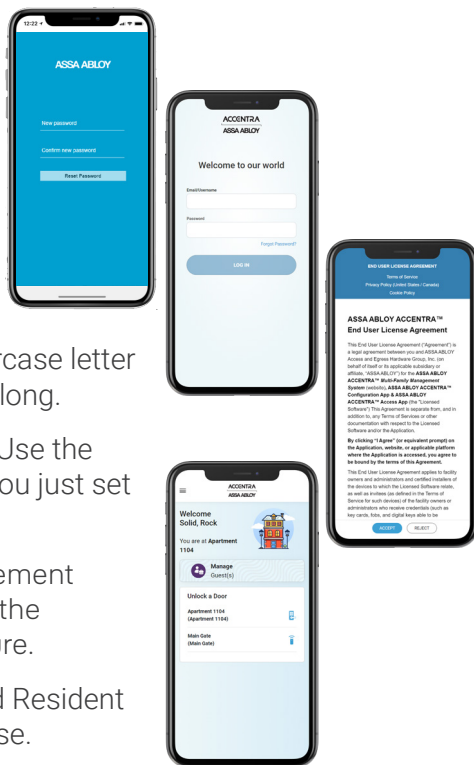 12:22
ASSA ABLOY
New password
Confirm new password
Reset Password
ACCENTRA
ASSA ABLOY
Welcome to our world
Email/Username
Password
Forgot Password?
LOG IN
END USER LICENSE AGREEMENT
Terms of Service
Privacy Policy (United States / Canada)
Cookie Policy
ASSA ABLOY ACCENTRA™
End User License Agreement
This End User License Agreement ("Agreement") is
a legal agreement between you and ASSA ABLOY
Access and Egress Hardware Group, Inc. (on
behalf of itself or its applicable subsidiary or
affiliate, "ASSA ABLOY") for the ASSA ABLOY
ACCENTRA™ Multi-Family Management
System (website), ASSA ABLOY ACCENTRA™
Configuration App & ASSA ABLOY
ACCENTRA™ Access App (the "Licensed
Software") This Agreement is separate from, and in
addition to, any Terms of Services or other
documentation with respect to the Licensed
Software and/or the Application.
By clicking "I Agree" (or equivalent prompt) on
the Application, website, or applicable platform
where the Application is accessed, you agree to
be bound by the terms of this Agreement.
This End User License Agreement applies to facility
owners and administrators and certified installers of
the devices to which the Licensed Software relate,
as well as invitees (as defined in the Terms of
Service for such devices) of the facility owners or
administrators who receive credentials (such as
key cards, fobs, and digital keys able to be
ACCEPT
REJECT
rcase letter
long.
Use the
ou just set
ement
the
ure.
d Resident
se.
ACCENTRA
ASSA ABLOY
Welcome
Solid, Rock
You are at Apartment
1104
Manage
Guest(s)
Unlock a Door
Apartment 1104
(Apartment 1104)
Main Gate
(Main Gate)